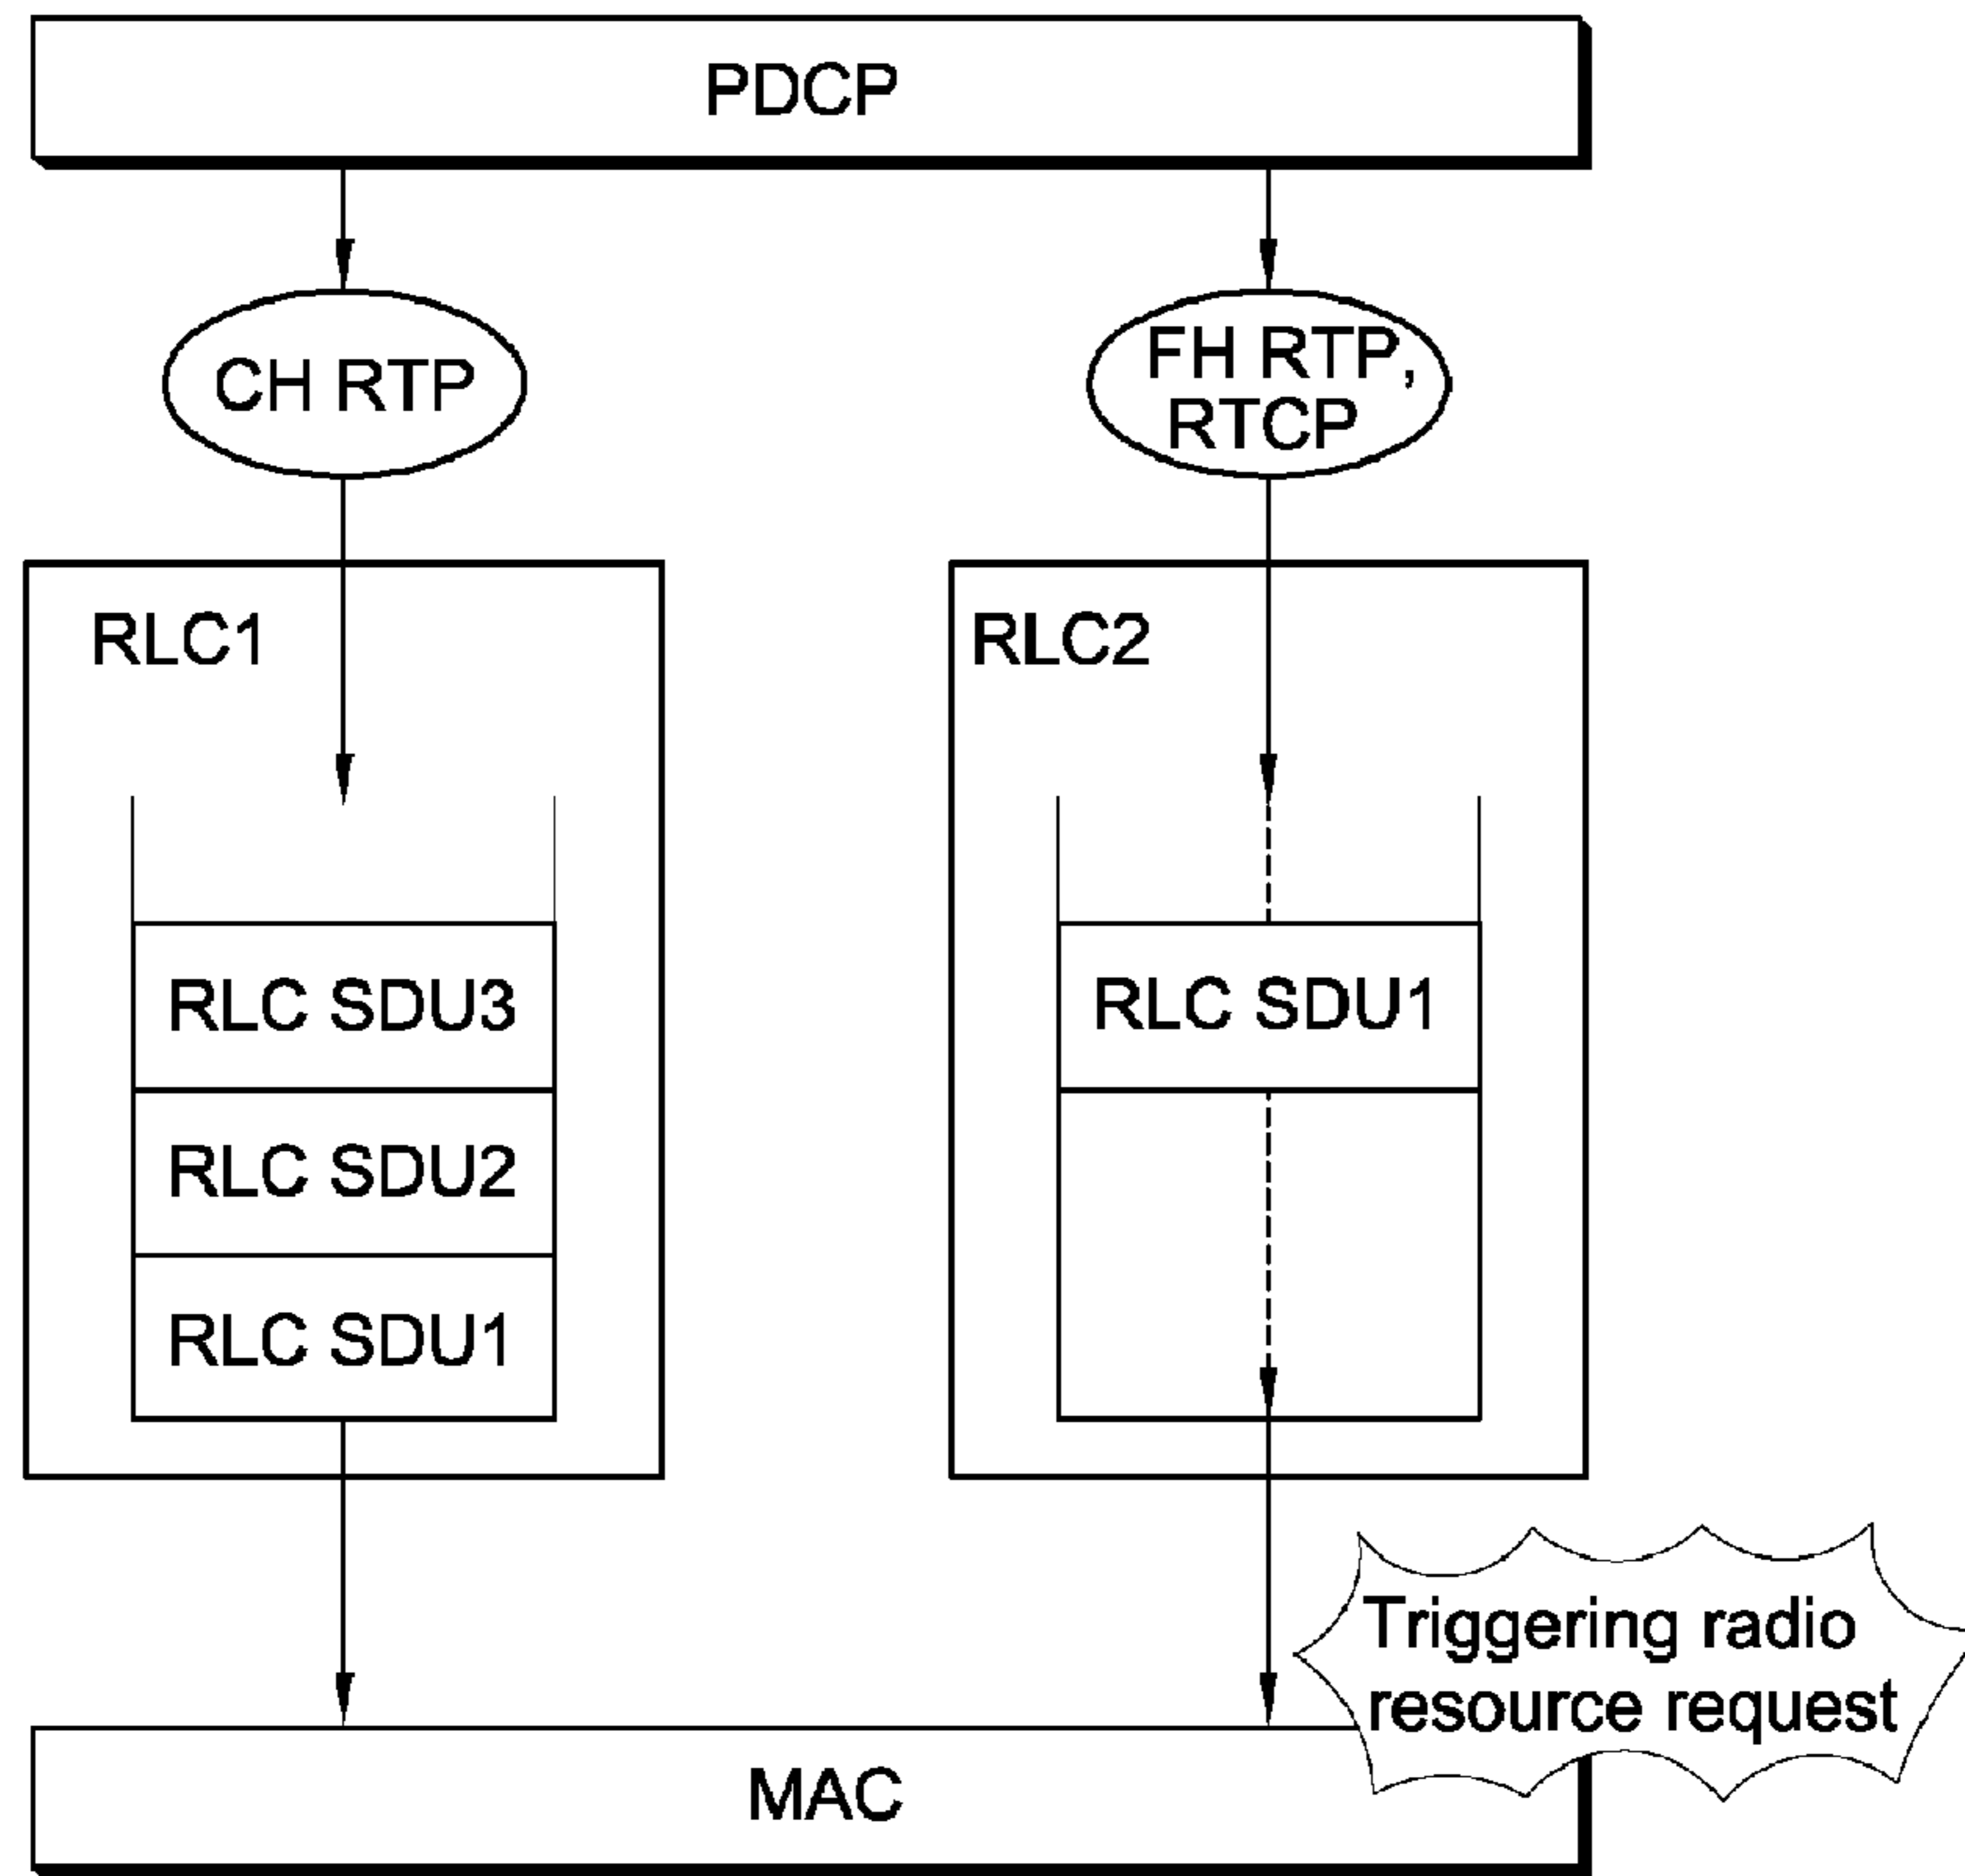 PDCP
CH RTP
FH RTP,
RTCP
RLC1
RLC2
RLC SDU3
RLC SDU2
RLC SDU1
RLC SDU1
Triggering radio
resource request
MAC